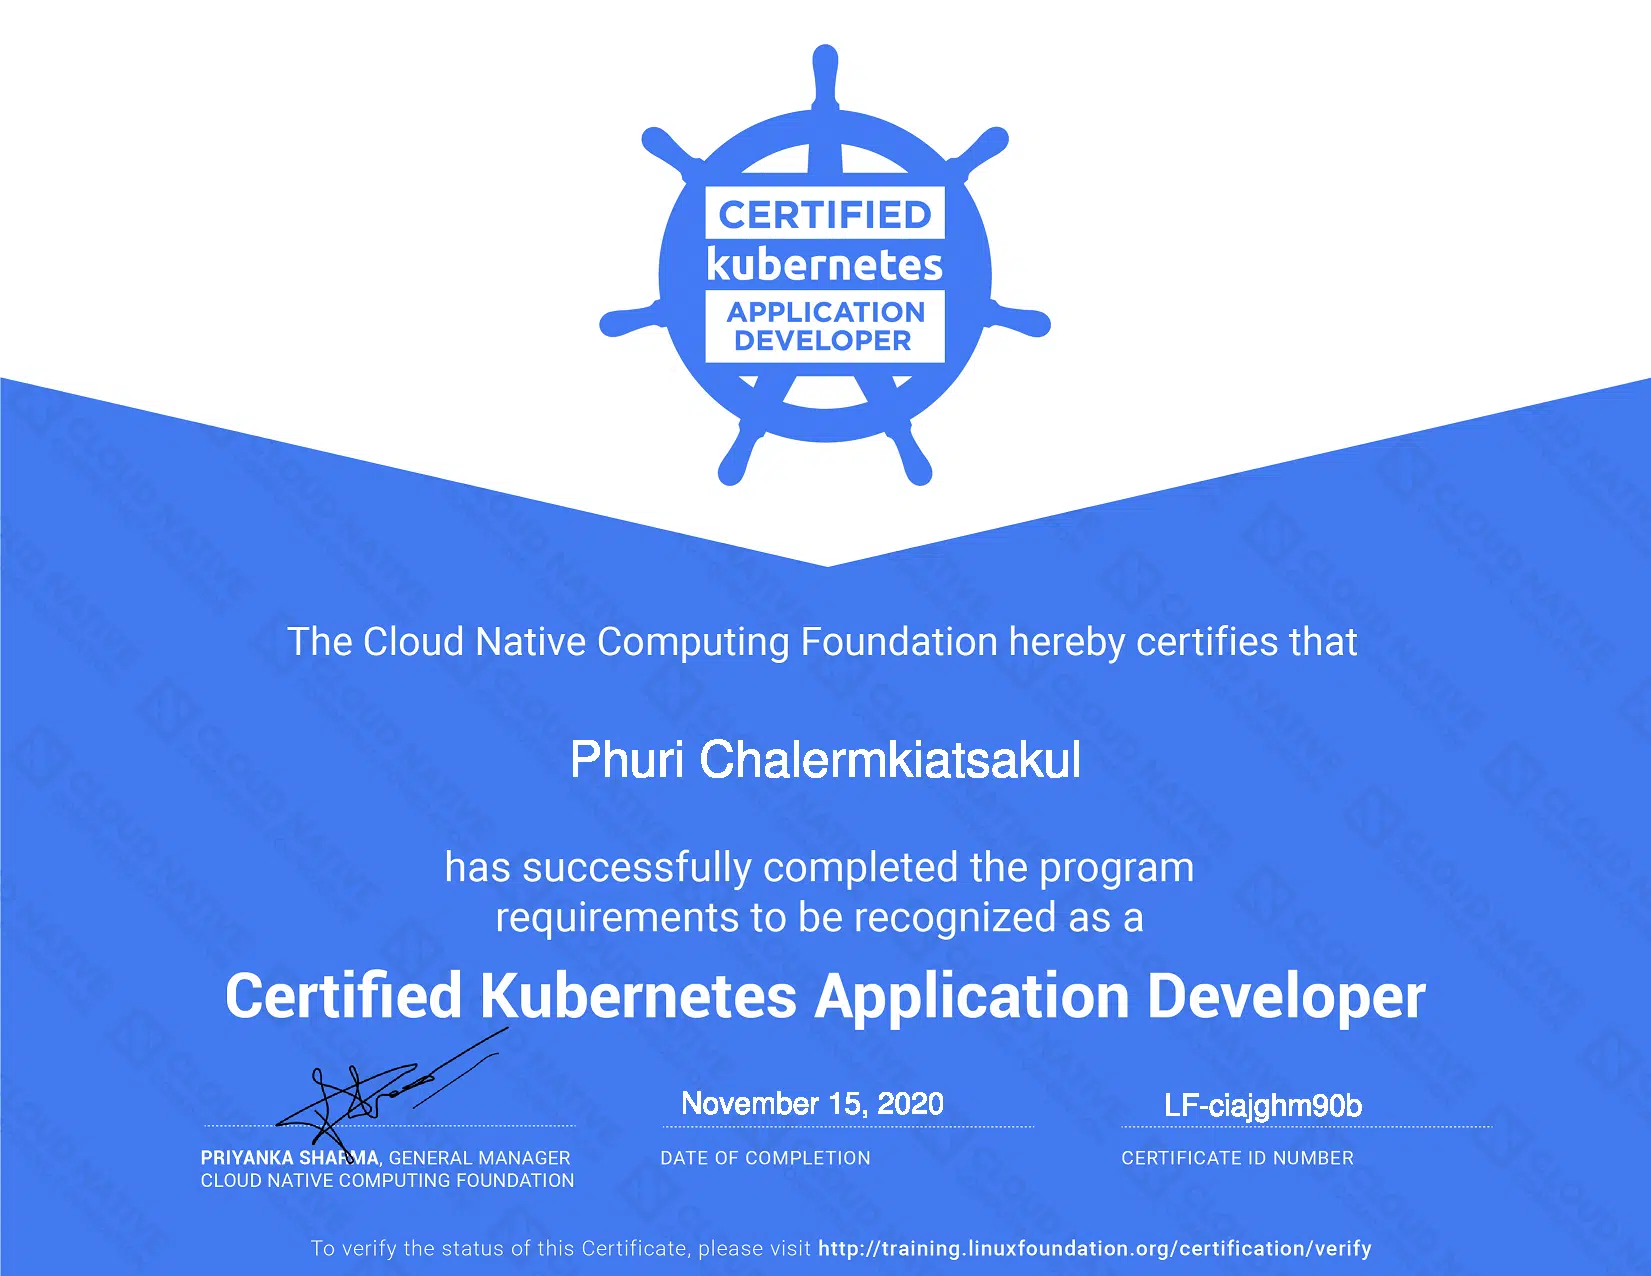 CERTIFIED
kubernetes
APPLICATION
DEVELOPER
The Cloud Native Computing Foundation hereby certifies that
Phuri Chalermkiatsakul
has successfully completed the program
requirements to be recognized as a
Certified Kubernetes Application Developer
November 15, 2020
LF-ciajghm90b
PRIYANKA SHARMA, GENERAL MANAGER
CLOUD NATIVE COMPUTING FOUNDATION
DATE OF COMPLETION
CERTIFICATE ID NUMBER
To verify the status of this Certificate, please visit http://training.linuxfoundation.org/certification/verify